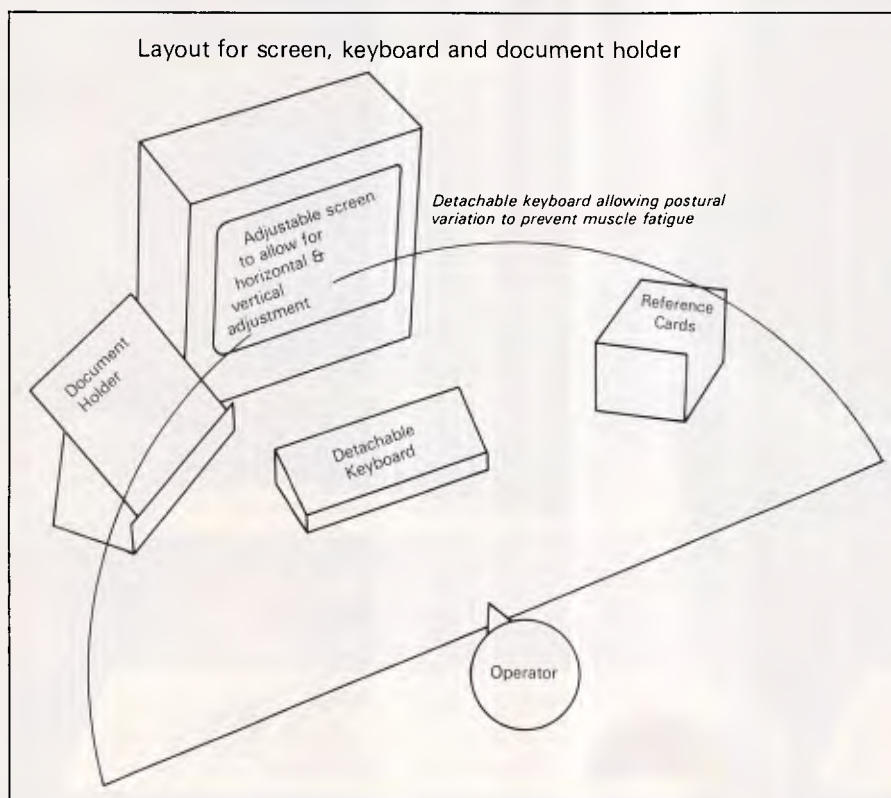 Layout for screen, keyboard and document holder
Detachable keyboard allowing postural
variation to prevent muscle fatigue
Adjustable screen
to allow for
horizontal &
vertical
adjustment
Reference
Cards
Document
Holder
Detachable
Keyboard
Operator